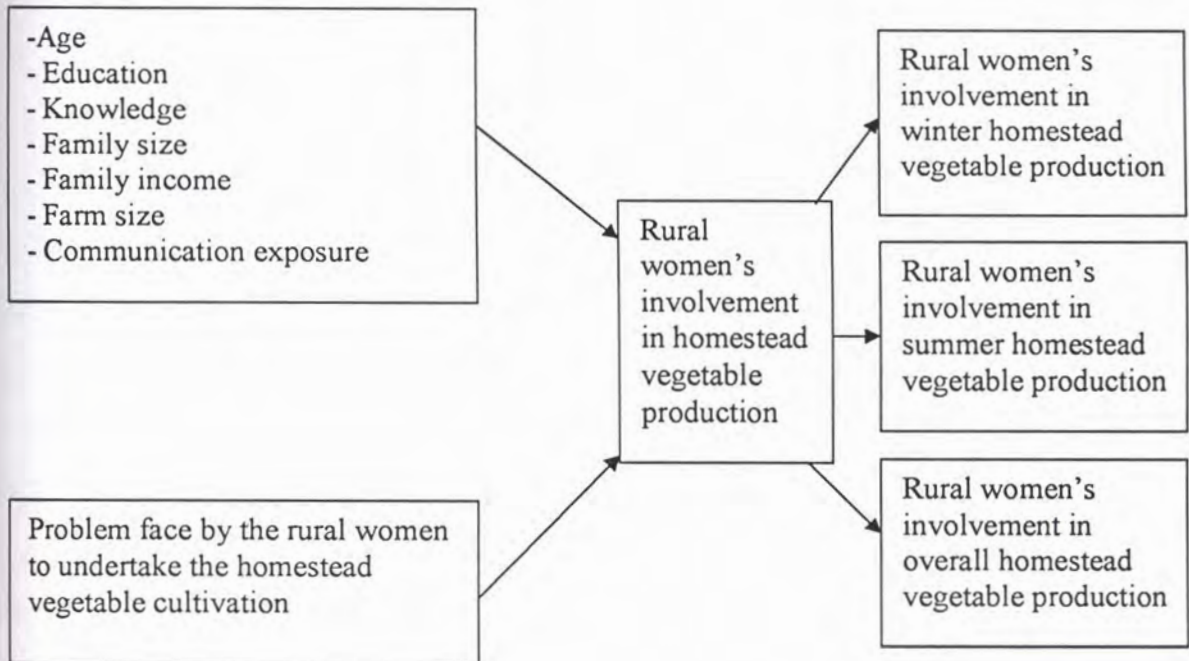 -Age
- Education
- Knowledge
- Family size
- Family income
- Farm size
- Communication exposure
Problem face by the rural women
to undertake the homestead
vegetable cultivation
Rural
women's
involvement
in homestead
vegetable
production
Rural women's
involvement in
winter homestead
vegetable production
Rural women's
involvement in
summer homestead
vegetable production
Rural women's
involvement in
overall homestead
vegetable production